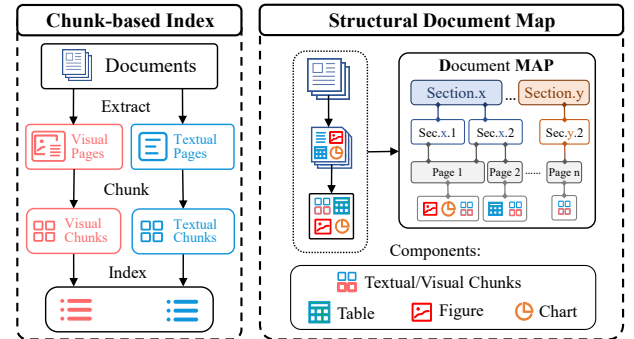 Chunk-based Index
Documents
Extract
Visual
Pages
Textual
Pages
Chunk
Visual
Chunks
Textual
Chunks
Index
Structural Document Map
Document MAP
Section.x
...
Section.y
Sec.x.1
Sec.x.2
Sec.y.2
Page 1
Page 2
......
Page n
Components:
Textual/Visual Chunks
Table
Figure
Chart